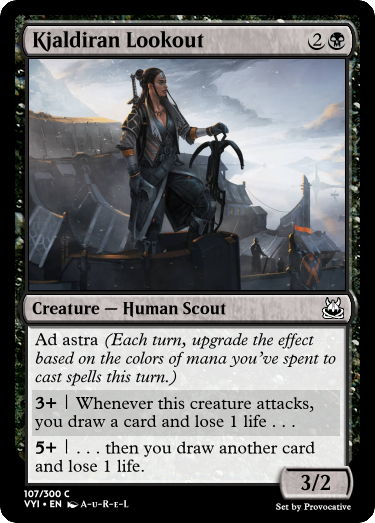 Kjaldiran Lookout 2
Creature — Human Scout
Ad astra (Each turn, upgrade the effect
based on the colors of mana you've spent to
cast spells this turn.)
3+ | Whenever this creature attacks,
you draw a card and lose 1 life . . .
5+ | . . . then you draw another card
and lose 1 life.
3/2
107/300 C
VYI • EN A-U-R-E-L
Set by Provocative